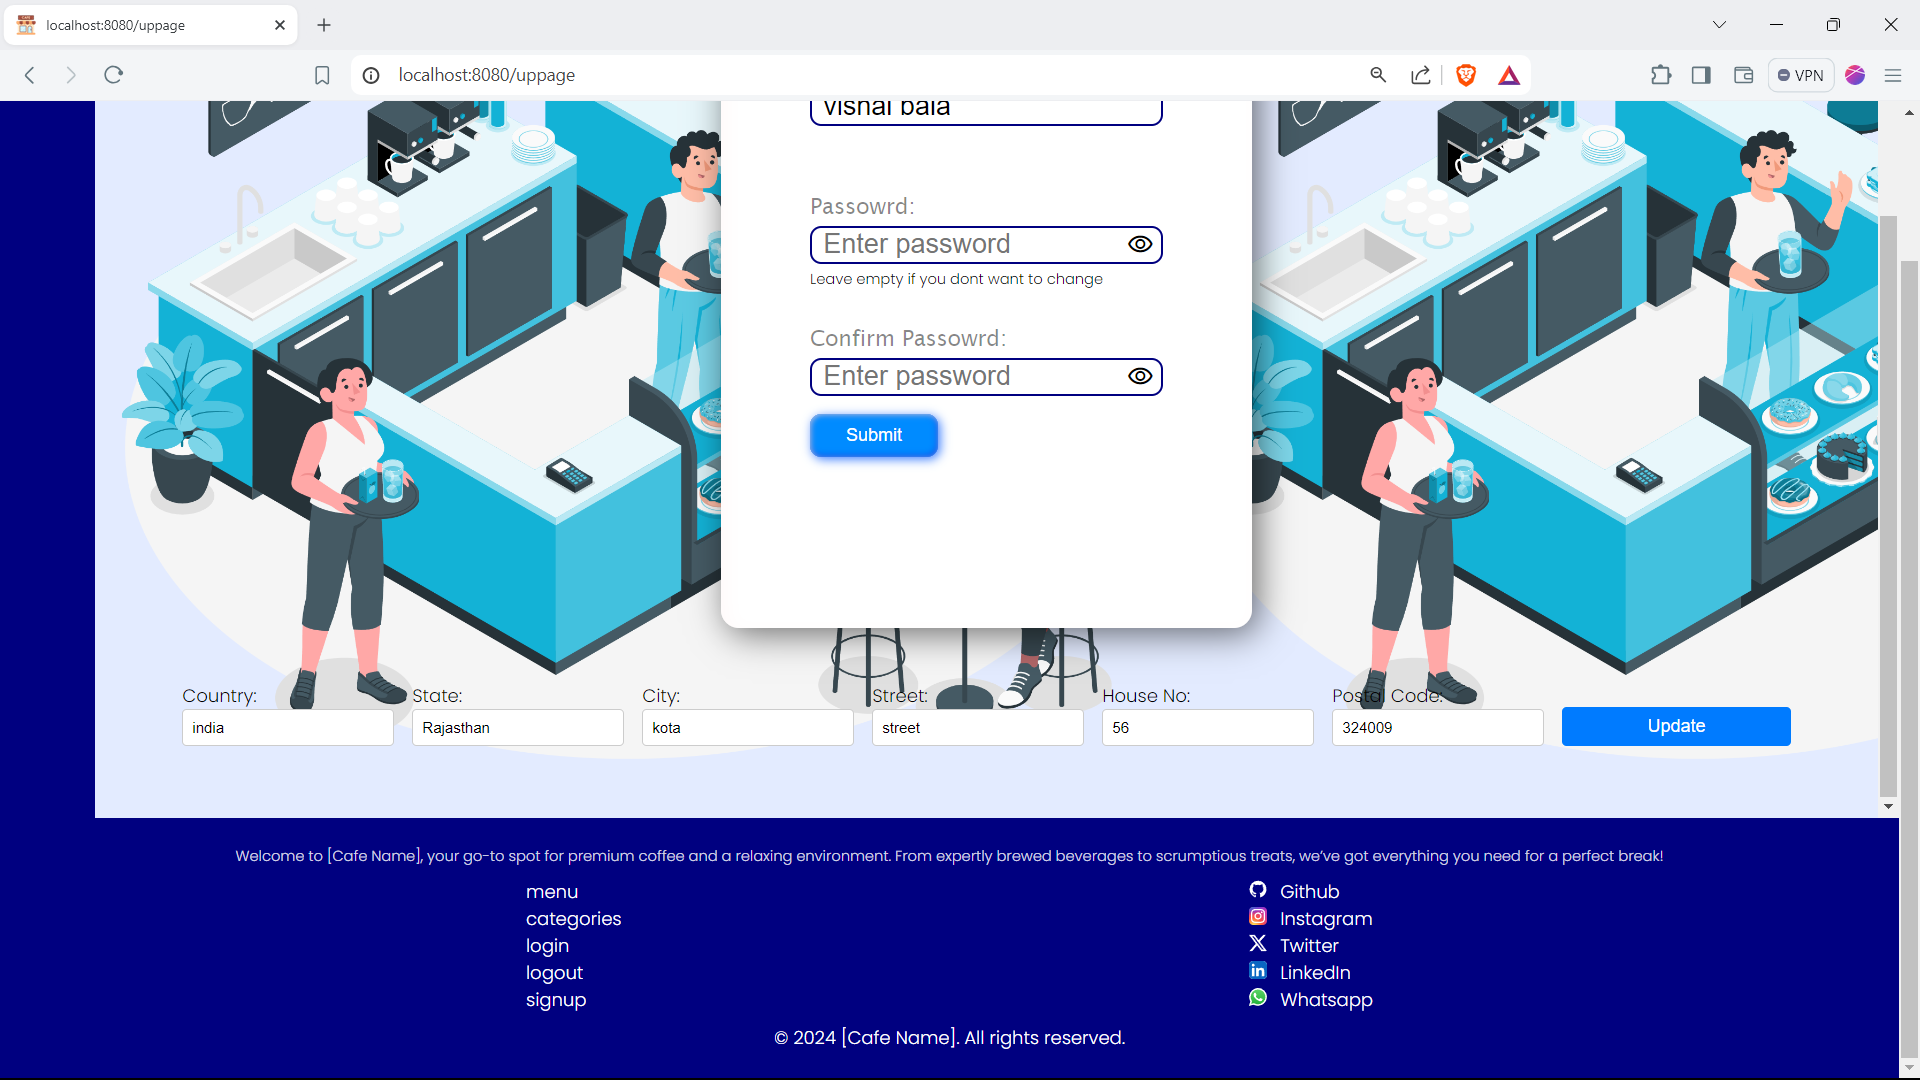 localhost:8080/uppage
localhost:8080/uppage
VPN
vishal bala
Passowrd:
Enter password
Leave empty if you dont want to change
Confirm Passowrd:
Enter password
Submit
Country: State: City: Street: House No: Postal Code:
india Rajasthan kota street 56 324009 Update
Welcome to [Cafe Name], your go-to spot for premium coffee and a relaxing environment. From expertly brewed beverages to scrumptious treats, we've got everything you need for a perfect break!
menu
categories
login
logout
signup
Github
Instagram
Twitter
LinkedIn
Whatsapp
© 2024 [Cafe Name]. All rights reserved.